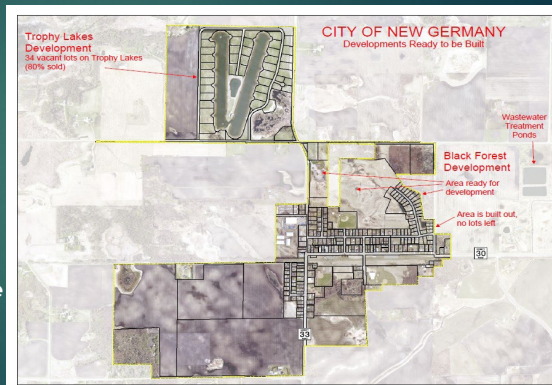 CITY OF NEW GERMANY
Developments Ready to be Built
Trophy Lakes
Development
34 vacant lots on Trophy Lakes
(80% sold)
Wastewater
Treatment
Ponds
Black Forest
Development
Area ready for
development
Area is built out,
no lots left
30
33
e